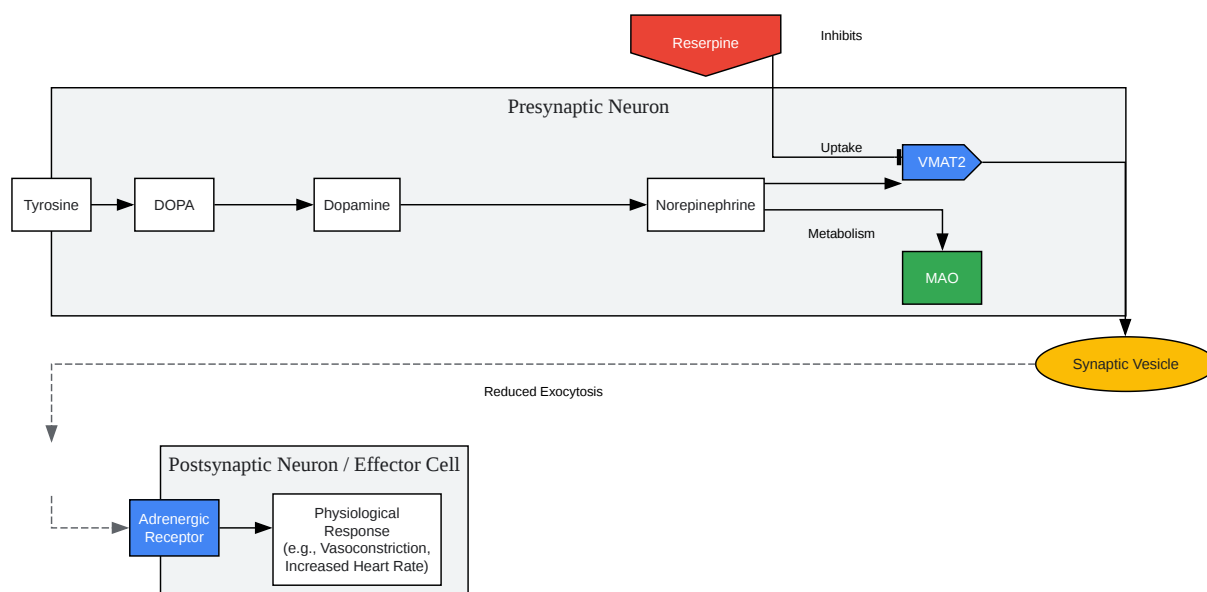 Reserpine
Inhibits
Presynaptic Neuron
Uptake
VMAT2
Tyrosine
DOPA
Dopamine
Norepinephrine
Metabolism
MAO
Synaptic Vesicle
Reduced Exocytosis
Postsynaptic Neuron / Effector Cell
Adrenergic
Receptor
Physiological
Response
(e.g., Vasoconstriction,
Increased Heart Rate)